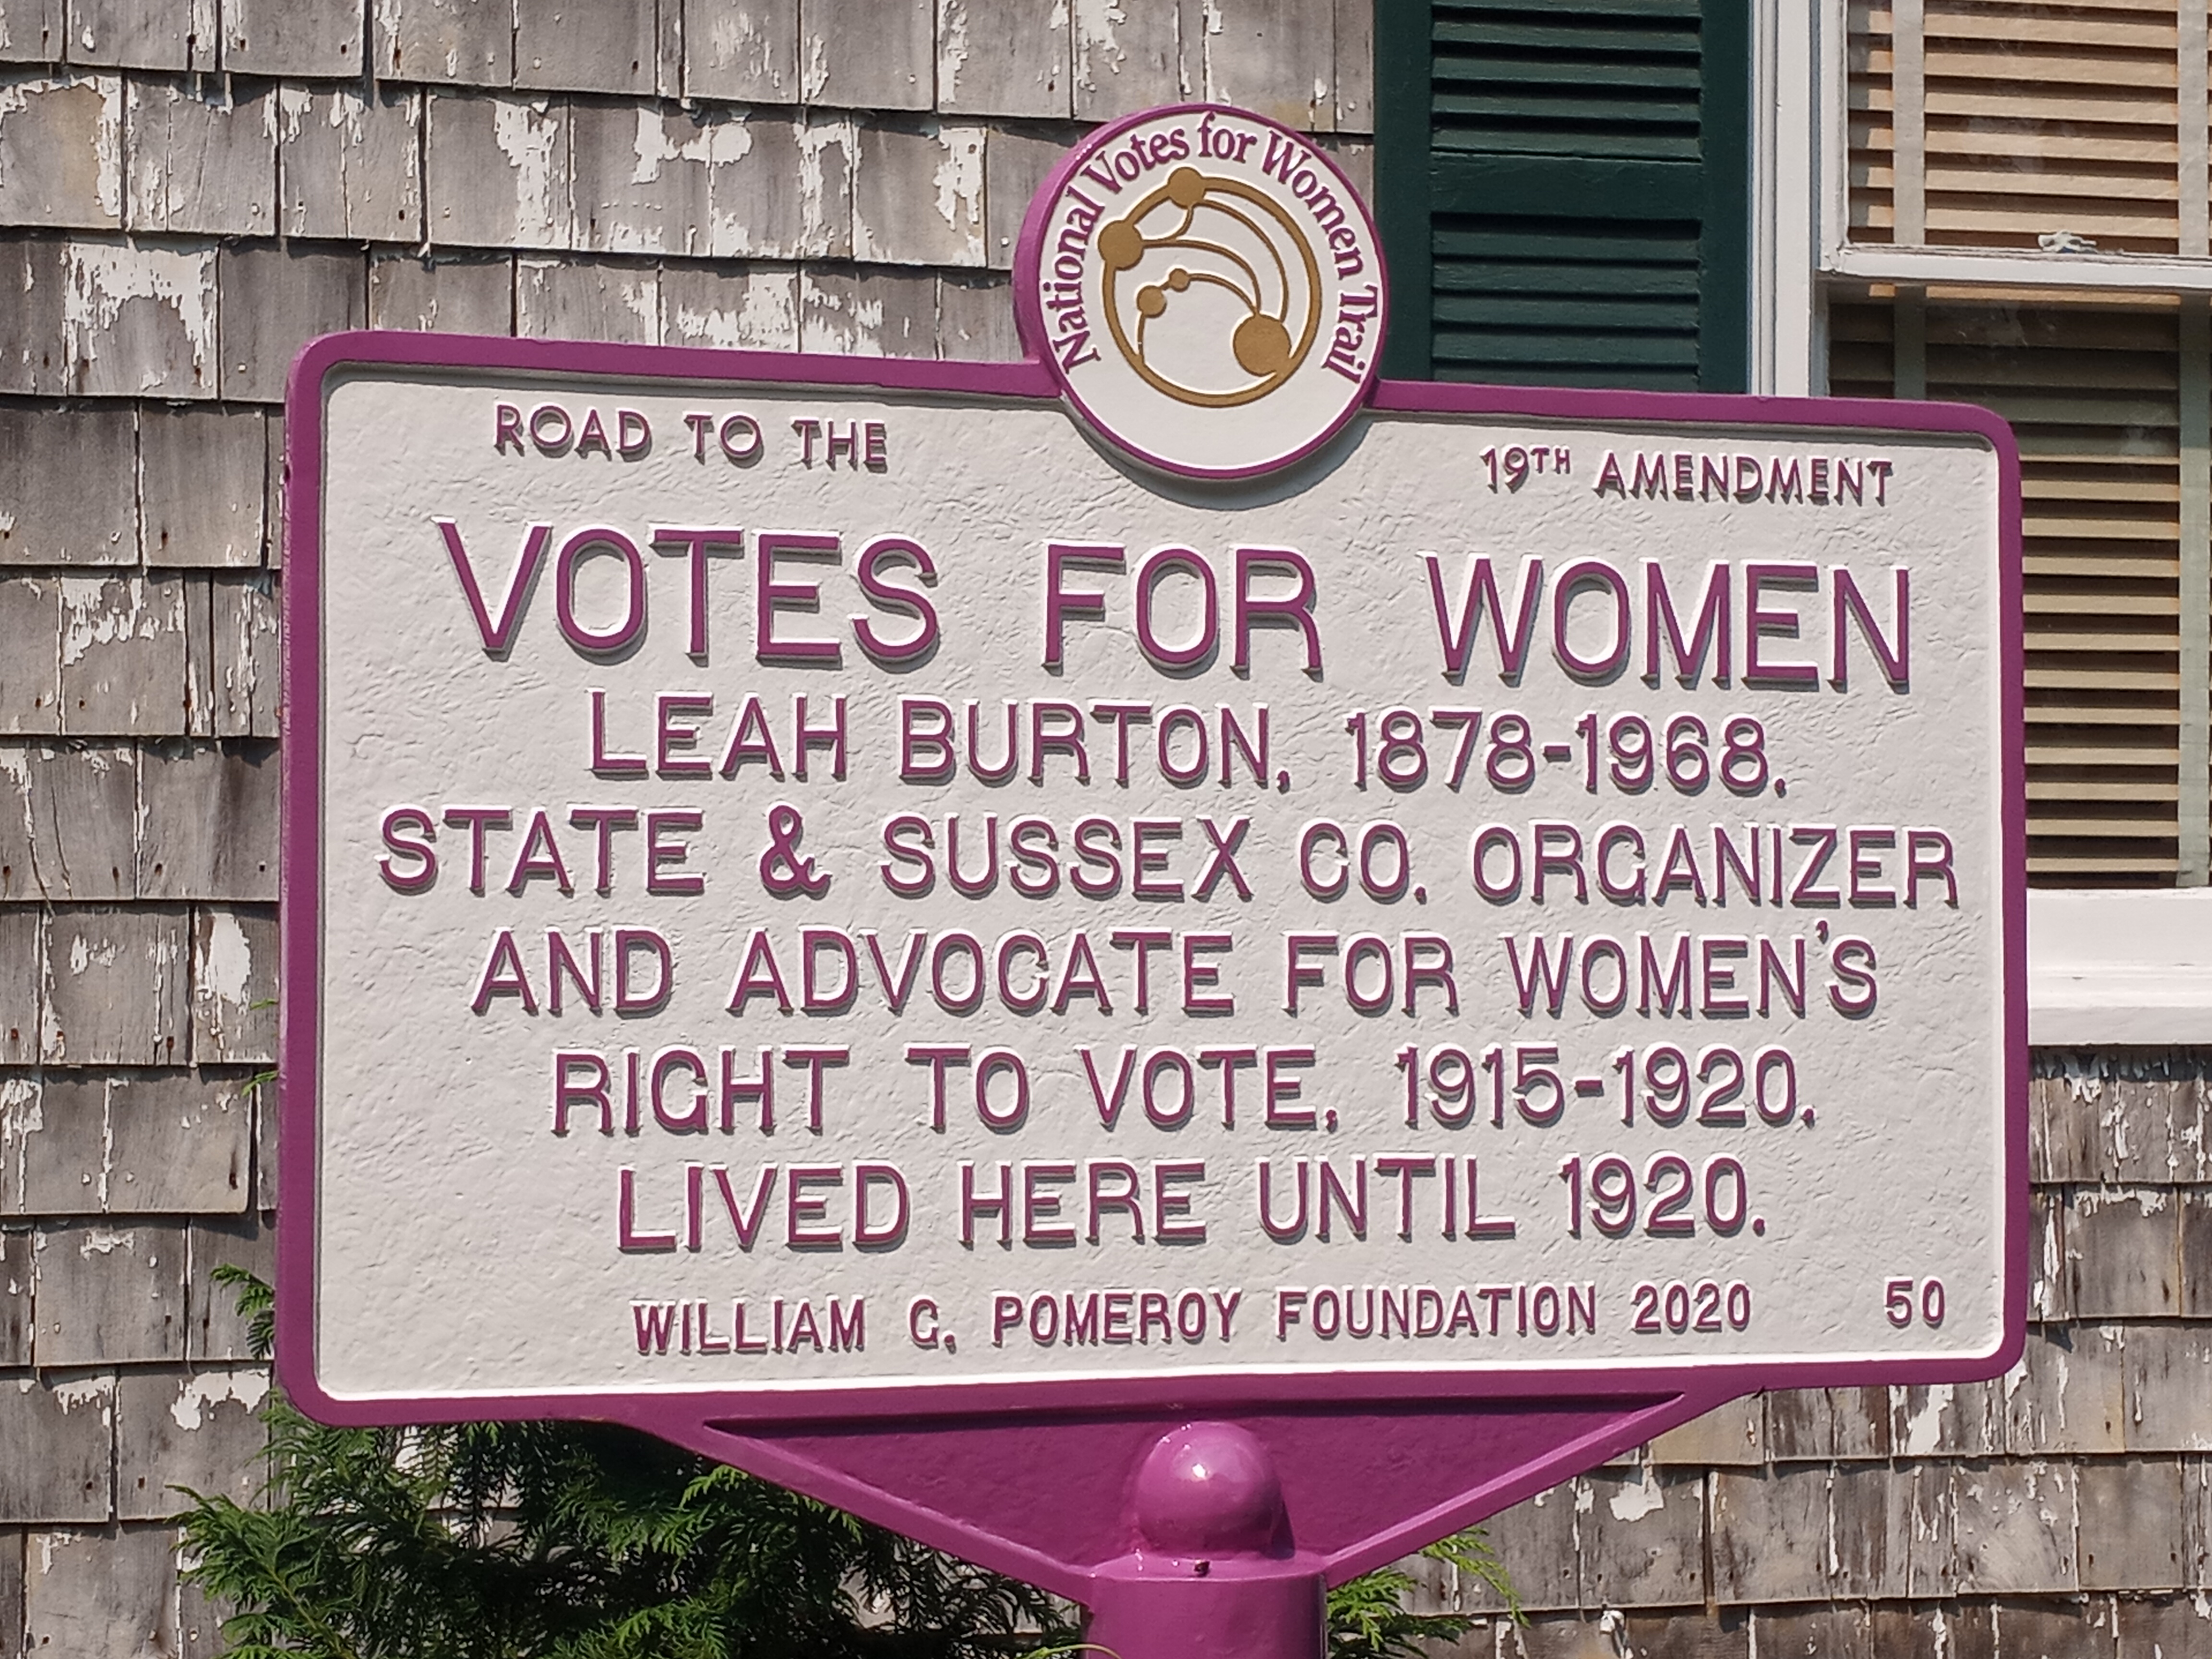 National Votes for Women Trail
ROAD TO THE 19TH AMENDMENT
VOTES FOR WOMEN
LEAH BURTON, 1878-1968,
STATE & SUSSEX CO. ORGANIZER
AND ADVOCATE FOR WOMEN'S
RIGHT TO VOTE, 1915-1920.
LIVED HERE UNTIL 1920.
WILLIAM G. POMEROY FOUNDATION 2020 50